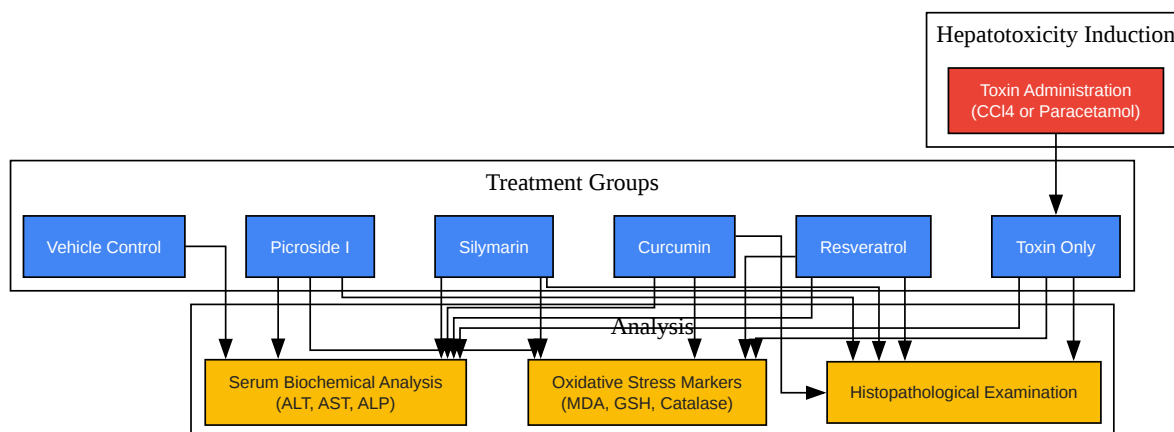 Hepatotoxicity Induction
Toxin Administration
(CCl4 or Paracetamol)
Treatment Groups
Vehicle Control
Picroside I
Silymarin
Curcumin
Resveratrol
Toxin Only
Analysis
Serum Biochemical Analysis
(ALT, AST, ALP)
Oxidative Stress Markers
(MDA, GSH, Catalase)
Histopathological Examination